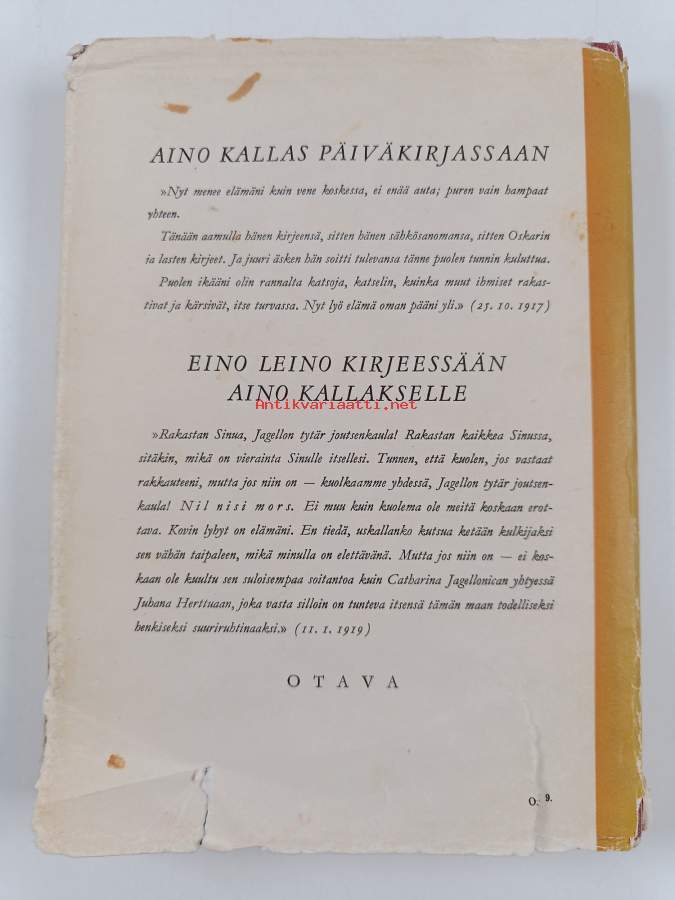 AINO KALLAS PÄIVÄKIRJASSAAN
»Nyt menee elämäni kuin vene koskessa, ei enää auta; puren vain hampaat
yhteen.
Tänään aamulla hänen kirjeensä, sitten hänen sähkösanomansa, sitten Oskarin
ja lasten kirjeet. Ja juuri äsken hän soitti tulevansa tänne puolen tunnin kuluttua.
Puolen ikääni olin rannalta katsoja, katselin, kuinka muut ihmiset rakas-
tivat ja kärsivät, itse turvassa. Nyt lyö elämä oman pääni yli.» (25. 10. 1917)
EINO LEINO KIRJEESSÄÄN
AINO KALLAKSELLE
Antikvariaatti.net
»Rakastan Sinua, Jagellon tytär joutsenkaula! Rakastan kaikkea Sinussa,
sitäkin, mikä on vierainta Sinulle itsellesi. Tunnen, että kuolen, jos vastaat
rakkauteeni, mutta jos niin on — kuolkaamme yhdessä, Jagellon tytär joutsen-
kaula! Nil nisi mors. Ei muu kuin kuolema ole meitä koskaan erot-
tava. Kovin lyhyt on elämäni. En tiedä, uskallanko kutsua ketään kulkijaksi
sen vähän taipaleen, mikä minulla on elettävänä. Mutta jos niin on — ei kos-
kaan ole kuultu sen suloisempaa soitantoa kuin Catharina Jagellonican yhtyessä
Juhana Herttuaan, joka vasta silloin on tunteva itsensä tämän maan todelliseksi
henkiseksi suuriruhtinaaksi.» (11. 1. 1919)
OTAVA
O. 9.